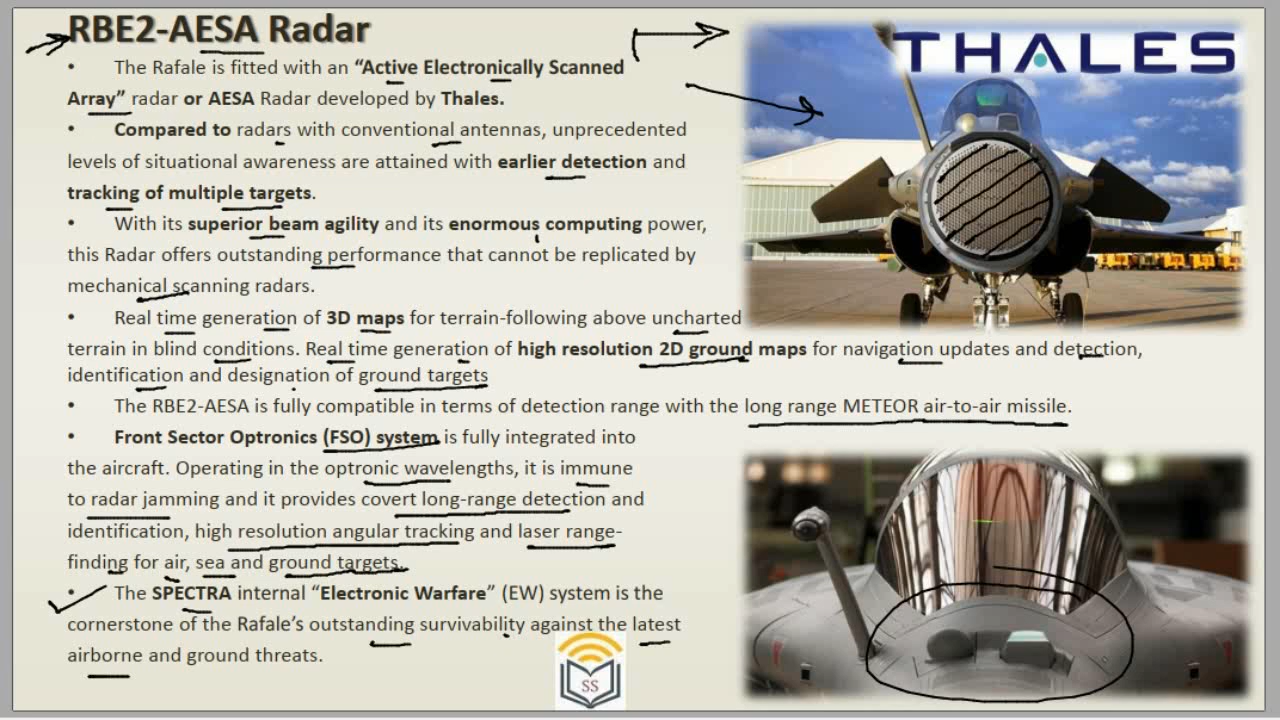 RBE2-AESA Radar
THALES
• The Rafale is fitted with an “Active Electronically Scanned
Array” radar or AESA Radar developed by Thales.
• Compared to radars with conventional antennas, unprecedented
levels of situational awareness are attained with earlier detection and
tracking of multiple targets.
• With its superior beam agility and its enormous computing power,
this Radar offers outstanding performance that cannot be replicated by
mechanical scanning radars.
• Real time generation of 3D maps for terrain-following above uncharted
terrain in blind conditions. Real time generation of high resolution 2D ground maps for navigation updates and detection,
identification and designation of ground targets
• The RBE2-AESA is fully compatible in terms of detection range with the long range METEOR air-to-air missile.
• Front Sector Optronics (FSO) system is fully integrated into
the aircraft. Operating in the optronic wavelengths, it is immune
to radar jamming and it provides covert long-range detection and
identification, high resolution angular tracking and laser range-
finding for air, sea and ground targets.
• The SPECTRA internal “Electronic Warfare” (EW) system is the
cornerstone of the Rafale’s outstanding survivability against the latest
airborne and ground threats.
SS